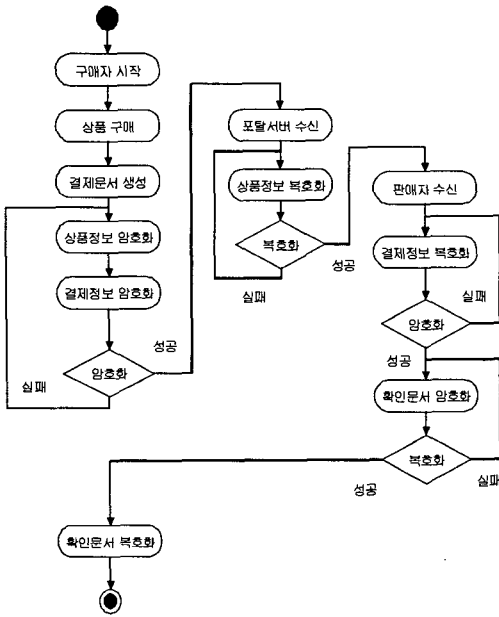 구매자 시작
상품 구매
결제문서 생성
상품정보 암호화
결제정보 암호화
암호화
성공
실패
포탈서버 수신
상품정보 복호화
복호화
성공
실패
판매자 수신
결제정보 복호화
실패
암호화
성공
확인문서 암호화
복호화
성공
실패
확인문서 복호화